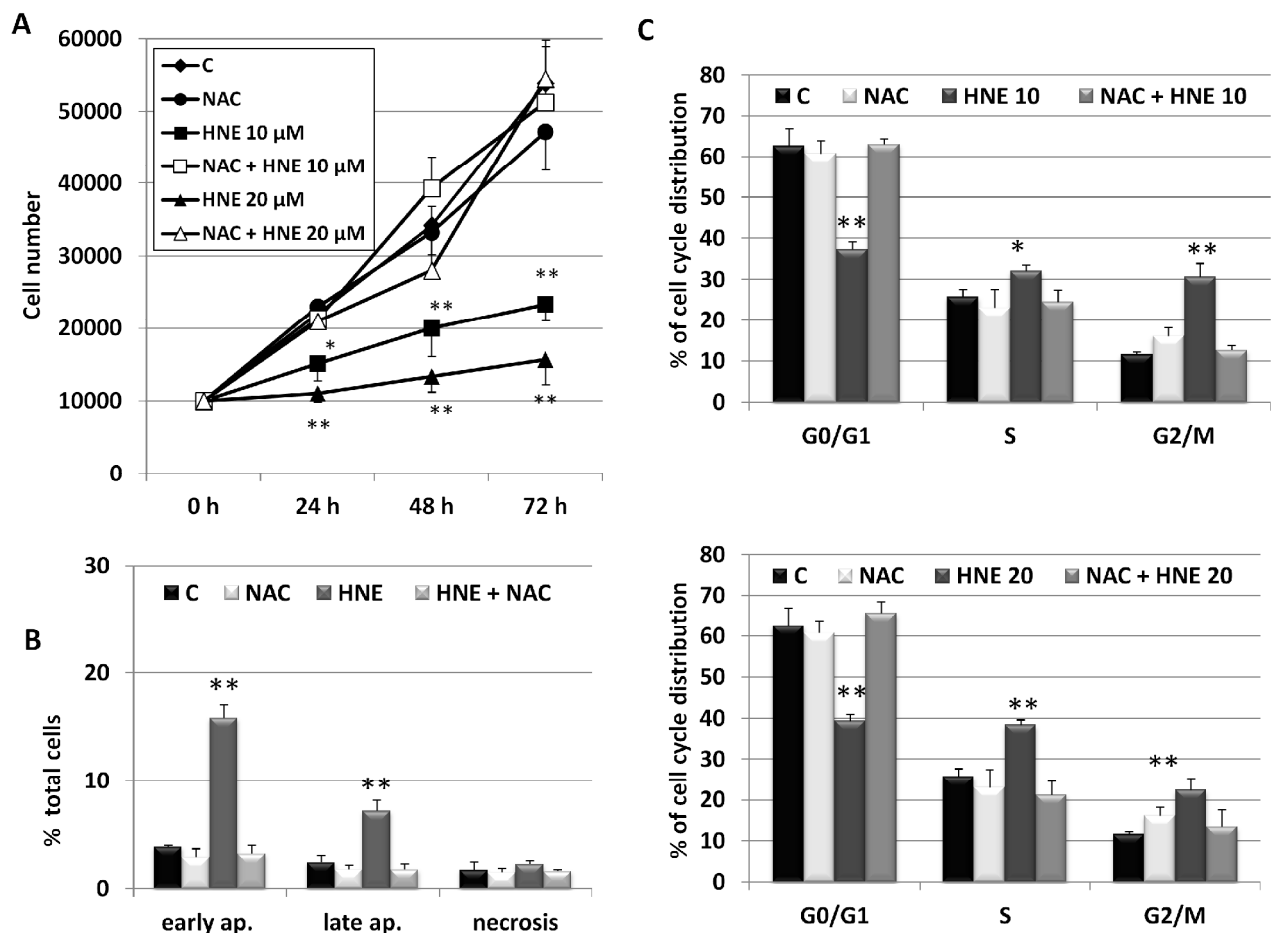 A
60000
50000
40000
30000
20000
10000
0
Cell number
C
NAC
HNE 10 µM
NAC + HNE 10 µM
HNE 20 µM
NAC + HNE 20 µM
*
**
**
**
**
**
0 h 24 h 48 h 72 h
B
30
20
10
0
% total cells
C NAC HNE HNE + NAC
**
**
early ap. late ap. necrosis
C
80
70
60
50
40
30
20
10
0
% of cell cycle distribution
C NAC HNE 10 NAC + HNE 10
** * **
G0/G1 S G2/M
80
70
60
50
40
30
20
10
0
% of cell cycle distribution
C NAC HNE 20 NAC + HNE 20
** ** **
G0/G1 S G2/M